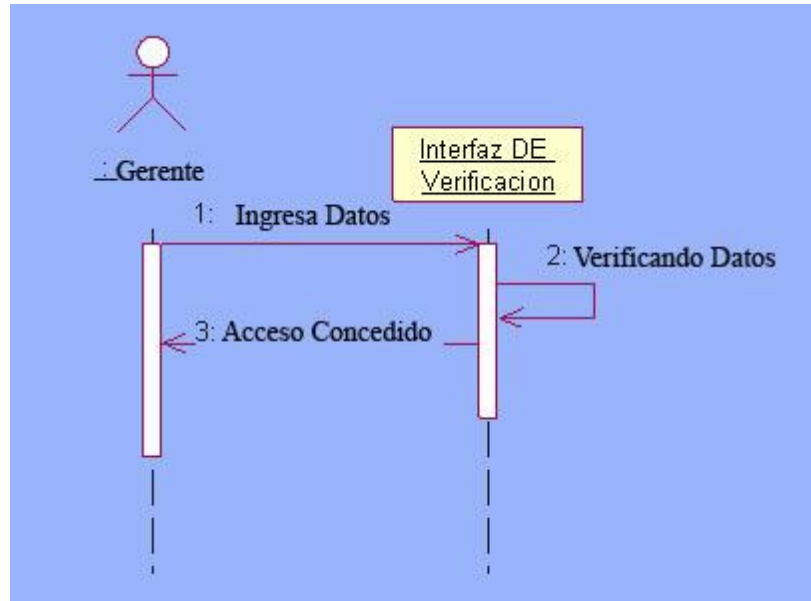 : Gerente
Interfaz DE
Verificacion
1: Ingresa Datos
2: Verificando Datos
3: Acceso Concedido